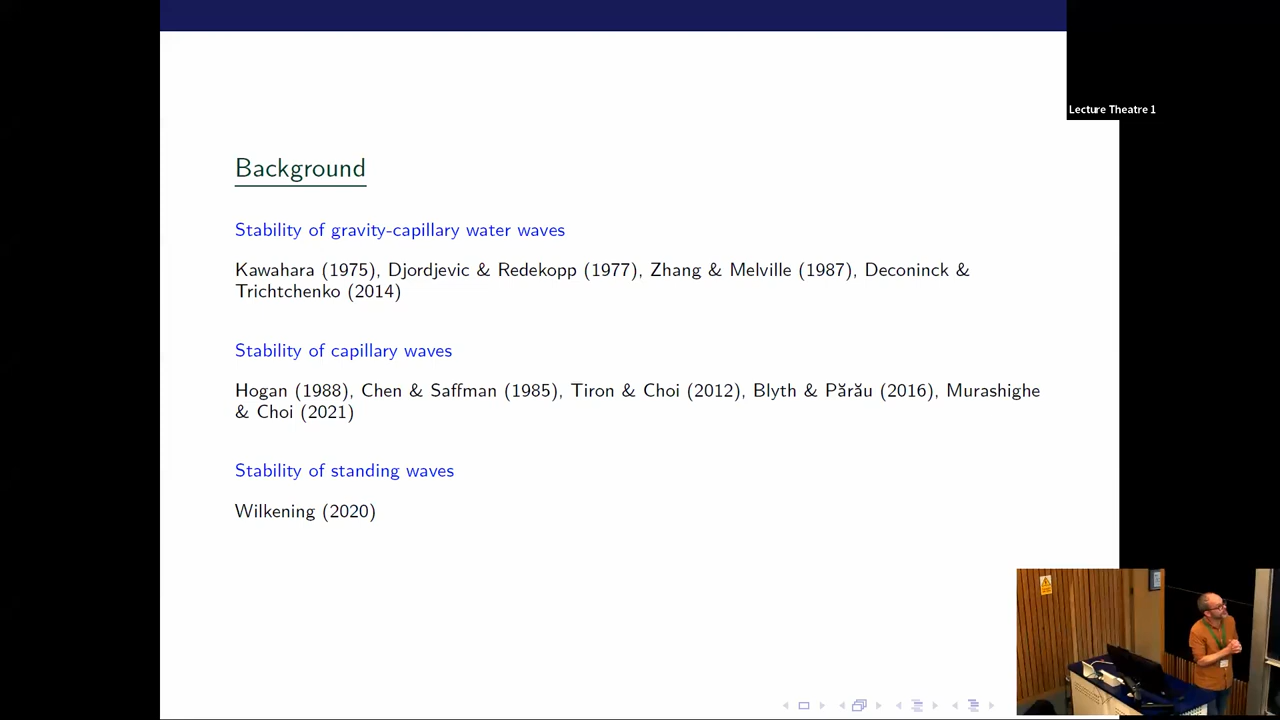 Lecture Theatre 1
Background
Stability of gravity-capillary water waves
Kawahara (1975), Djordjevic & Redekopp (1977), Zhang & Melville (1987), Deconinck &
Trichtchenko (2014)
Stability of capillary waves
Hogan (1988), Chen & Saffman (1985), Tiron & Choi (2012), Blyth & Părău (2016), Murashighe
& Choi (2021)
Stability of standing waves
Wilkening (2020)